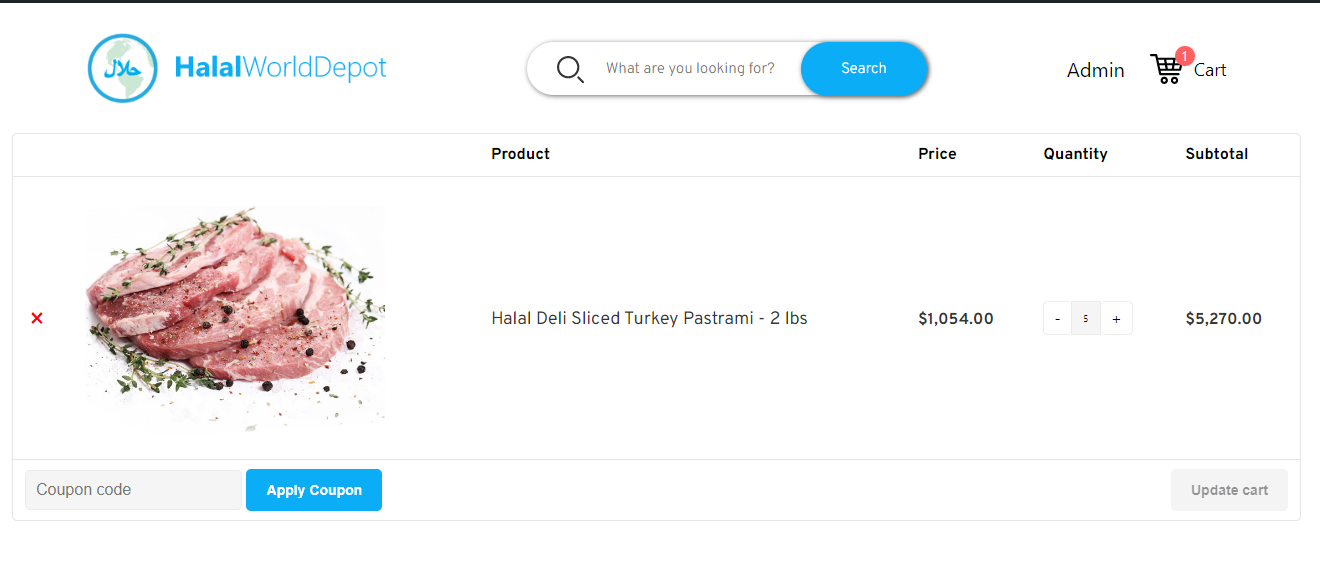 حلال
HalalWorldDepot
What are you looking for?
Search
Admin
1
Cart
Product
Price
Quantity
Subtotal
×
Halal Deli Sliced Turkey Pastrami - 2 lbs
$1,054.00
- 5 +
$5,270.00
Coupon code
Apply Coupon
Update cart